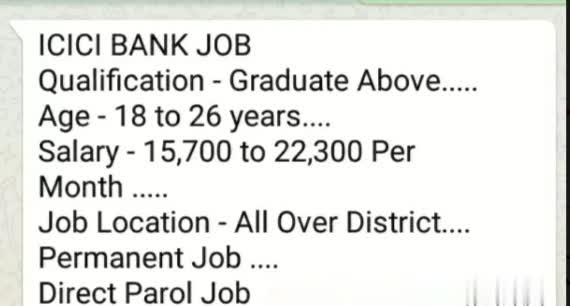 ICICI BANK JOB
Qualification - Graduate Above.....
Age - 18 to 26 years....
Salary - 15,700 to 22,300 Per
Month .....
Job Location - All Over District....
Permanent Job ....
Direct Parol Job